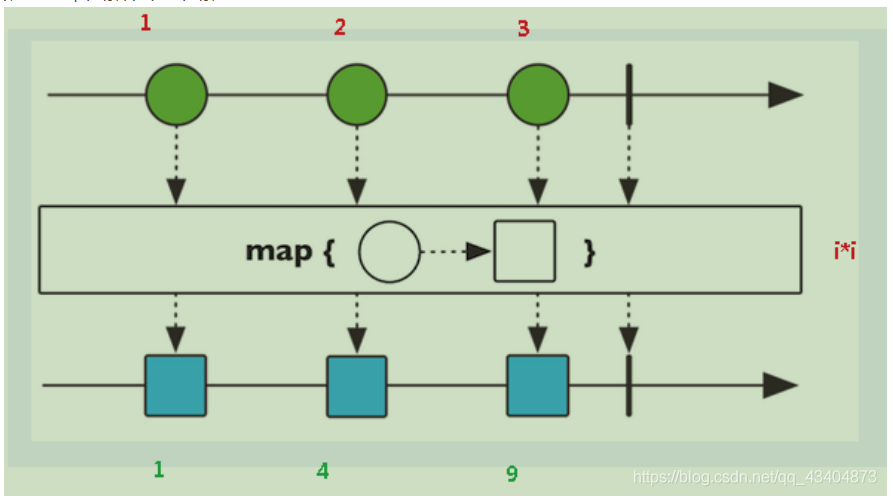 1 2 3
map { }
i*i
1 4 9
https://blog.csdn.net/qq_43404873